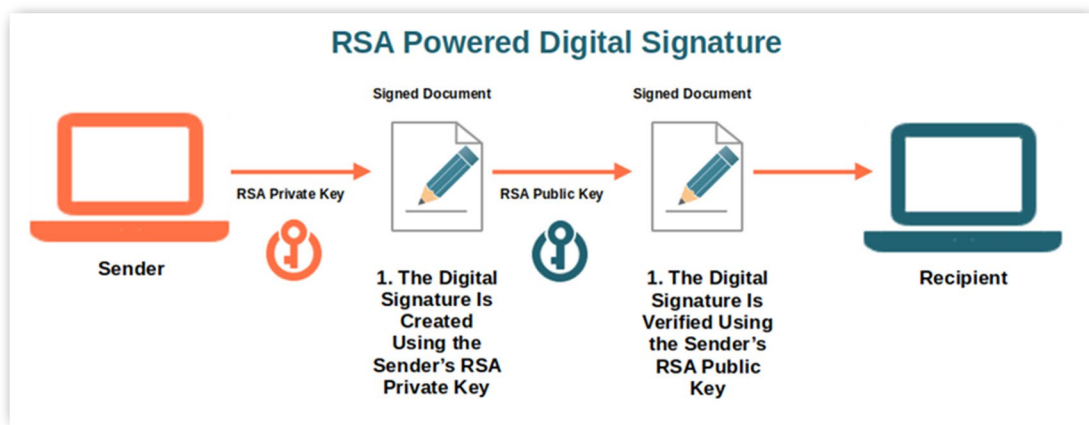 RSA Powered Digital Signature
Signed Document
Signed Document
RSA Private Key
RSA Public Key
Sender
Recipient
1. The Digital
Signature Is
Created
Using the
Sender’s RSA
Private Key
1. The Digital
Signature Is
Verified Using
the Sender’s
RSA Public
Key